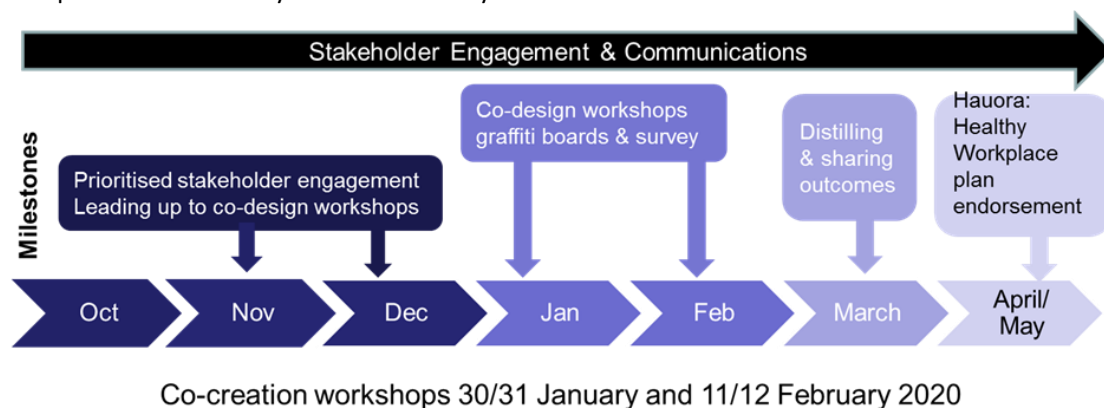 Stakeholder Engagement & Communications
Milestones
Prioritised stakeholder engagement
Leading up to co-design workshops
Co-design workshops
graffiti boards & survey
Distilling
& sharing
outcomes
Hauora:
Healthy
Workplace
plan
endorsement
Oct
Nov
Dec
Jan
Feb
March
April/
May
Co-creation workshops 30/31 January and 11/12 February 2020